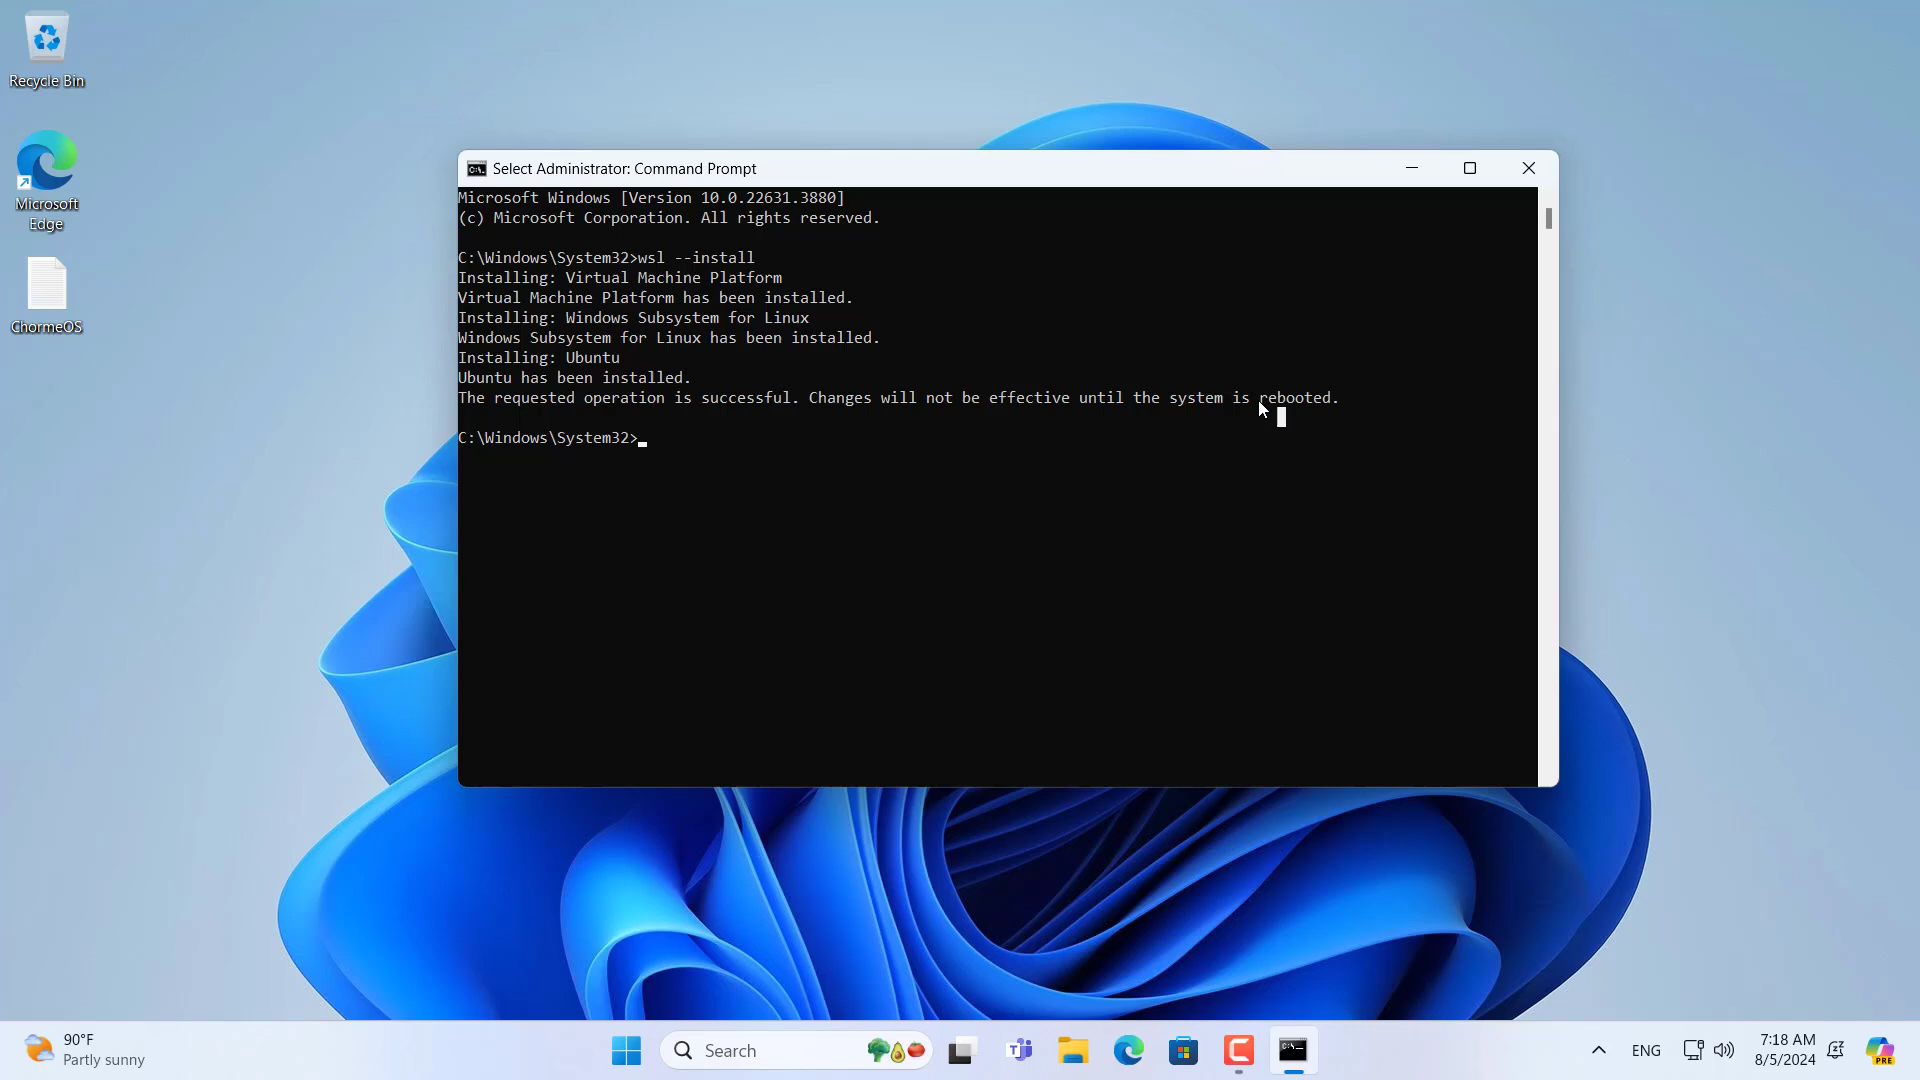 Recycle Bin
Microsoft
Edge
ChormeOS
Select Administrator: Command Prompt
Microsoft Windows [Version 10.0.22631.3880]
(c) Microsoft Corporation. All rights reserved.
C:\Windows\System32>wsl --install
Installing: Virtual Machine Platform
Virtual Machine Platform has been installed.
Installing: Windows Subsystem for Linux
Windows Subsystem for Linux has been installed.
Installing: Ubuntu
Ubuntu has been installed.
The requested operation is successful. Changes will not be effective until the system is rebooted.
C:\Windows\System32>
90°F
Partly sunny
Search
ENG
7:18 AM
8/5/2024
PRE